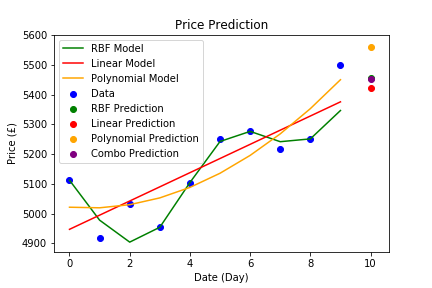 Price Prediction
Price (£)
5600
5500
5400
5300
5200
5100
5000
4900
RBF Model
Linear Model
Polynomial Model
Data
RBF Prediction
Linear Prediction
Polynomial Prediction
Combo Prediction
0 2 4 6 8 10
Date (Day)